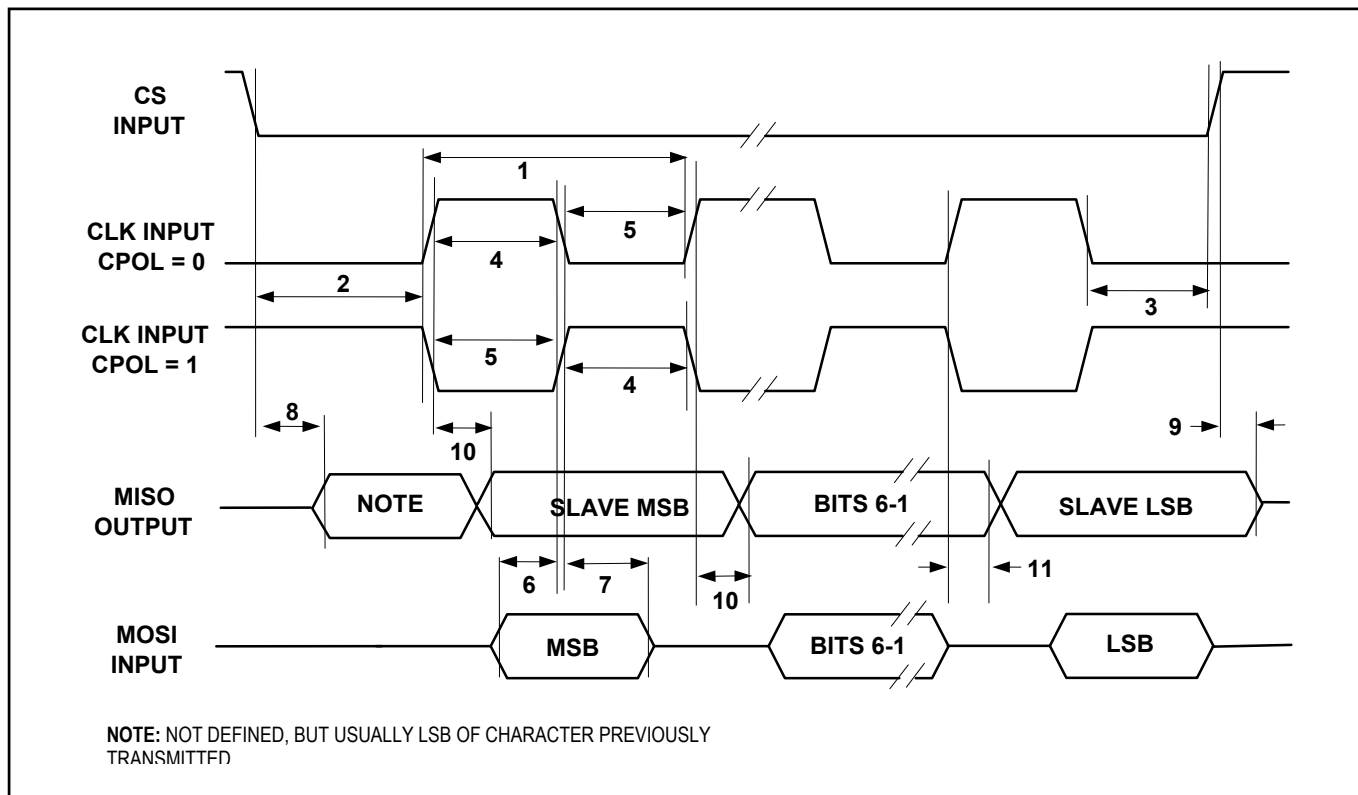 CS
INPUT
1
5
CLK INPUT
CPOL = 0
4
2
3
CLK INPUT
CPOL = 1
5
4
8
10
9
MISO
OUTPUT
NOTE
SLAVE MSB
BITS 6-1
SLAVE LSB
6
7
10
11
MOSI
INPUT
MSB
BITS 6-1
LSB
NOTE: NOT DEFINED, BUT USUALLY LSB OF CHARACTER PREVIOUSLY
TRANSMITTED